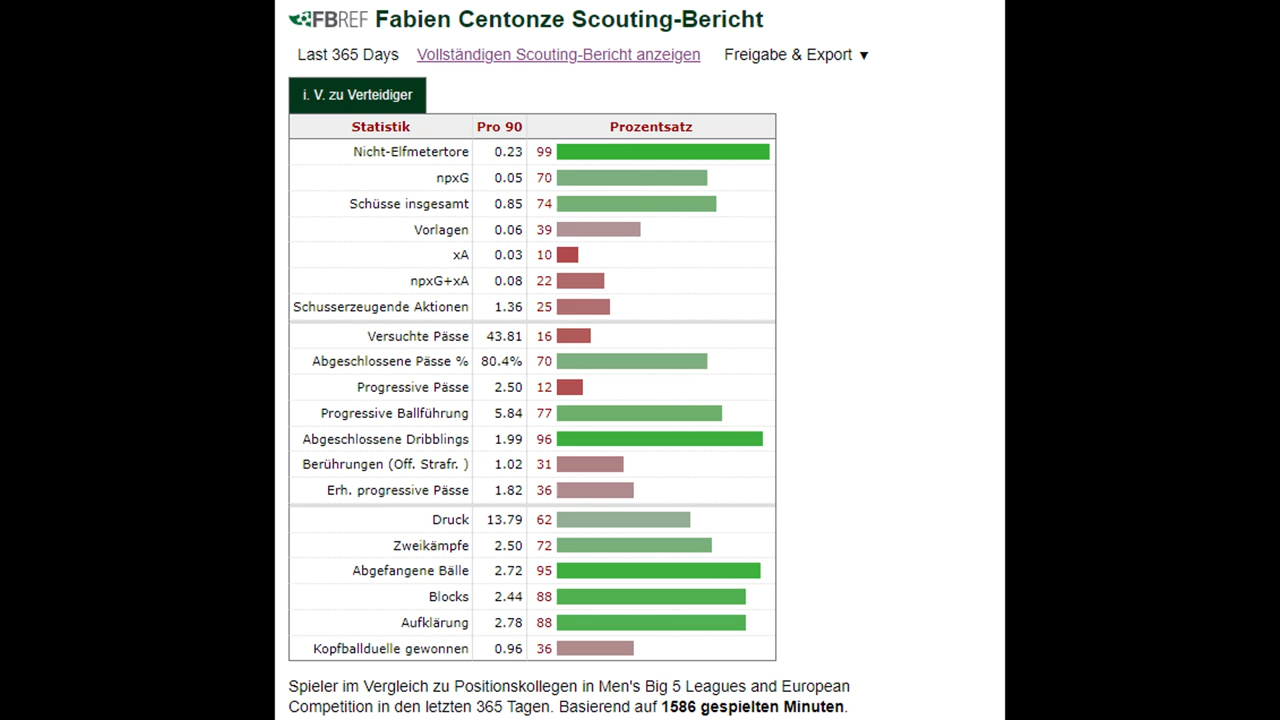 FBREF Fabien Centonze Scouting-Bericht
Last 365 Days Vollständigen Scouting-Bericht anzeigen Freigabe & Export ▼
i. V. zu Verteidiger
Statistik Pro 90 Prozentsatz
Nicht-Elfmetertore 0.23 99
npxG 0.05 70
Schüsse insgesamt 0.85 74
Vorlagen 0.06 39
xA 0.03 10
npxG+xA 0.08 22
Schusserzeugende Aktionen 1.36 25
Versuchte Pässe 43.81 16
Abgeschlossene Pässe % 80.4% 70
Progressive Pässe 2.50 12
Progressive Ballführung 5.84 77
Abgeschlossene Dribblings 1.99 96
Berührungen (Off. Strafr. ) 1.02 31
Erh. progressive Pässe 1.82 36
Druck 13.79 62
Zweikämpfe 2.50 72
Abgefangene Bälle 2.72 95
Blocks 2.44 88
Aufklärung 2.78 88
Kopfballduelle gewonnen 0.96 36
Spieler im Vergleich zu Positionskollegen in Men's Big 5 Leagues and European
Competition in den letzten 365 Tagen. Basierend auf 1586 gespielten Minuten.